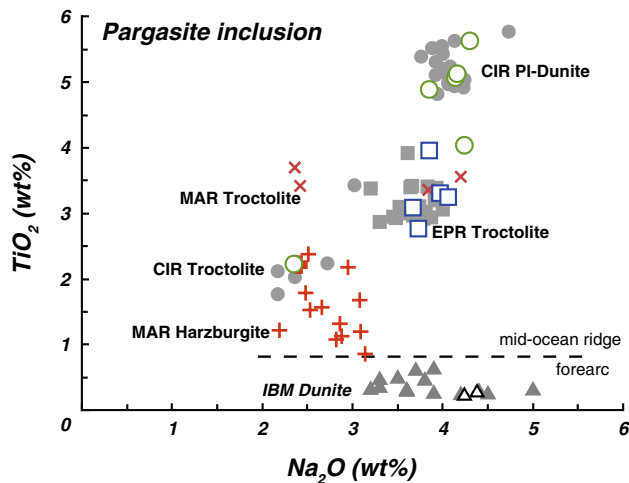 Pargasite inclusion
6
5
4
3
2
1
0
TiO₂ (wt%)
CIR Pl-Dunite
MAR Troctolite
EPR Troctolite
CIR Troctolite
MAR Harzburgite
mid-ocean ridge
forearc
IBM Dunite
0 1 2 3 4 5 6
Na₂O (wt%)